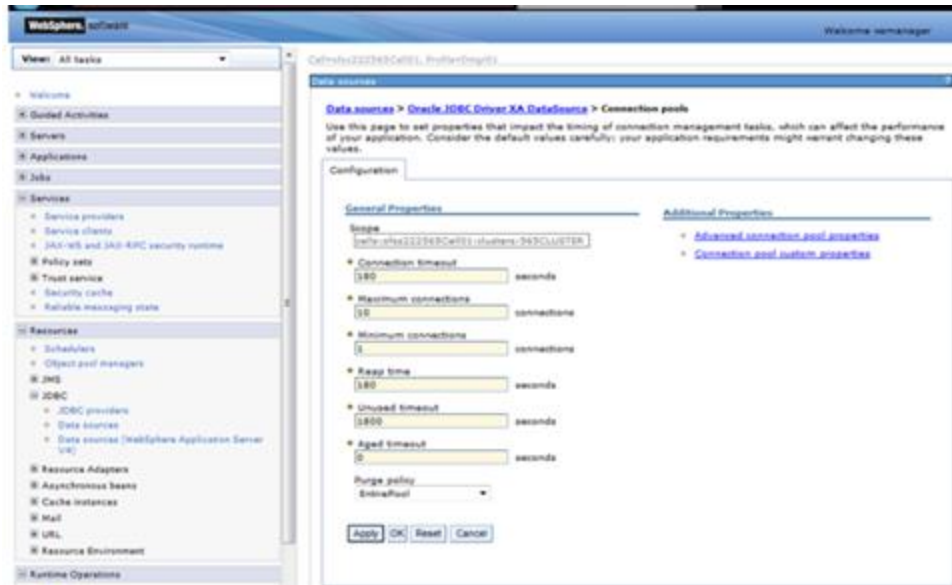 WebSphere. software
Welcome
View: All tasks
Welcome
Guided Activities
Servers
Applications
Jobs
Services
Service providers
Service clients
JAX-WS and JAX-RPC security runtime
Policy sets
Trust service
Security cache
Reliable messaging state
Resources
Schedulers
Object pool managers
JMS
JDBC
JDBC providers
Data sources
Data sources (WebSphere Application Server V4)
Resource Adapters
Asynchronous beans
Cache instances
Mail
URL
Resource Environment
Runtime Operations
Data sources
Data sources > Oracle JDBC Driver XA DataSource > Connection pools
Use this page to set properties that impact the timing of connection management tasks, which can affect the performance
of your application. Consider the default values carefully; your application requirements might warrant changing these
values.
Configuration
General Properties
Scope
* Connection timeout
180 seconds
* Maximum connections
10 connections
* Minimum connections
1 connections
* Reap time
180 seconds
* Unused timeout
1800 seconds
* Aged timeout
0 seconds
Purge policy
EntirePool
Apply OK Reset Cancel
Additional Properties
Advanced connection pool properties
Connection pool custom properties